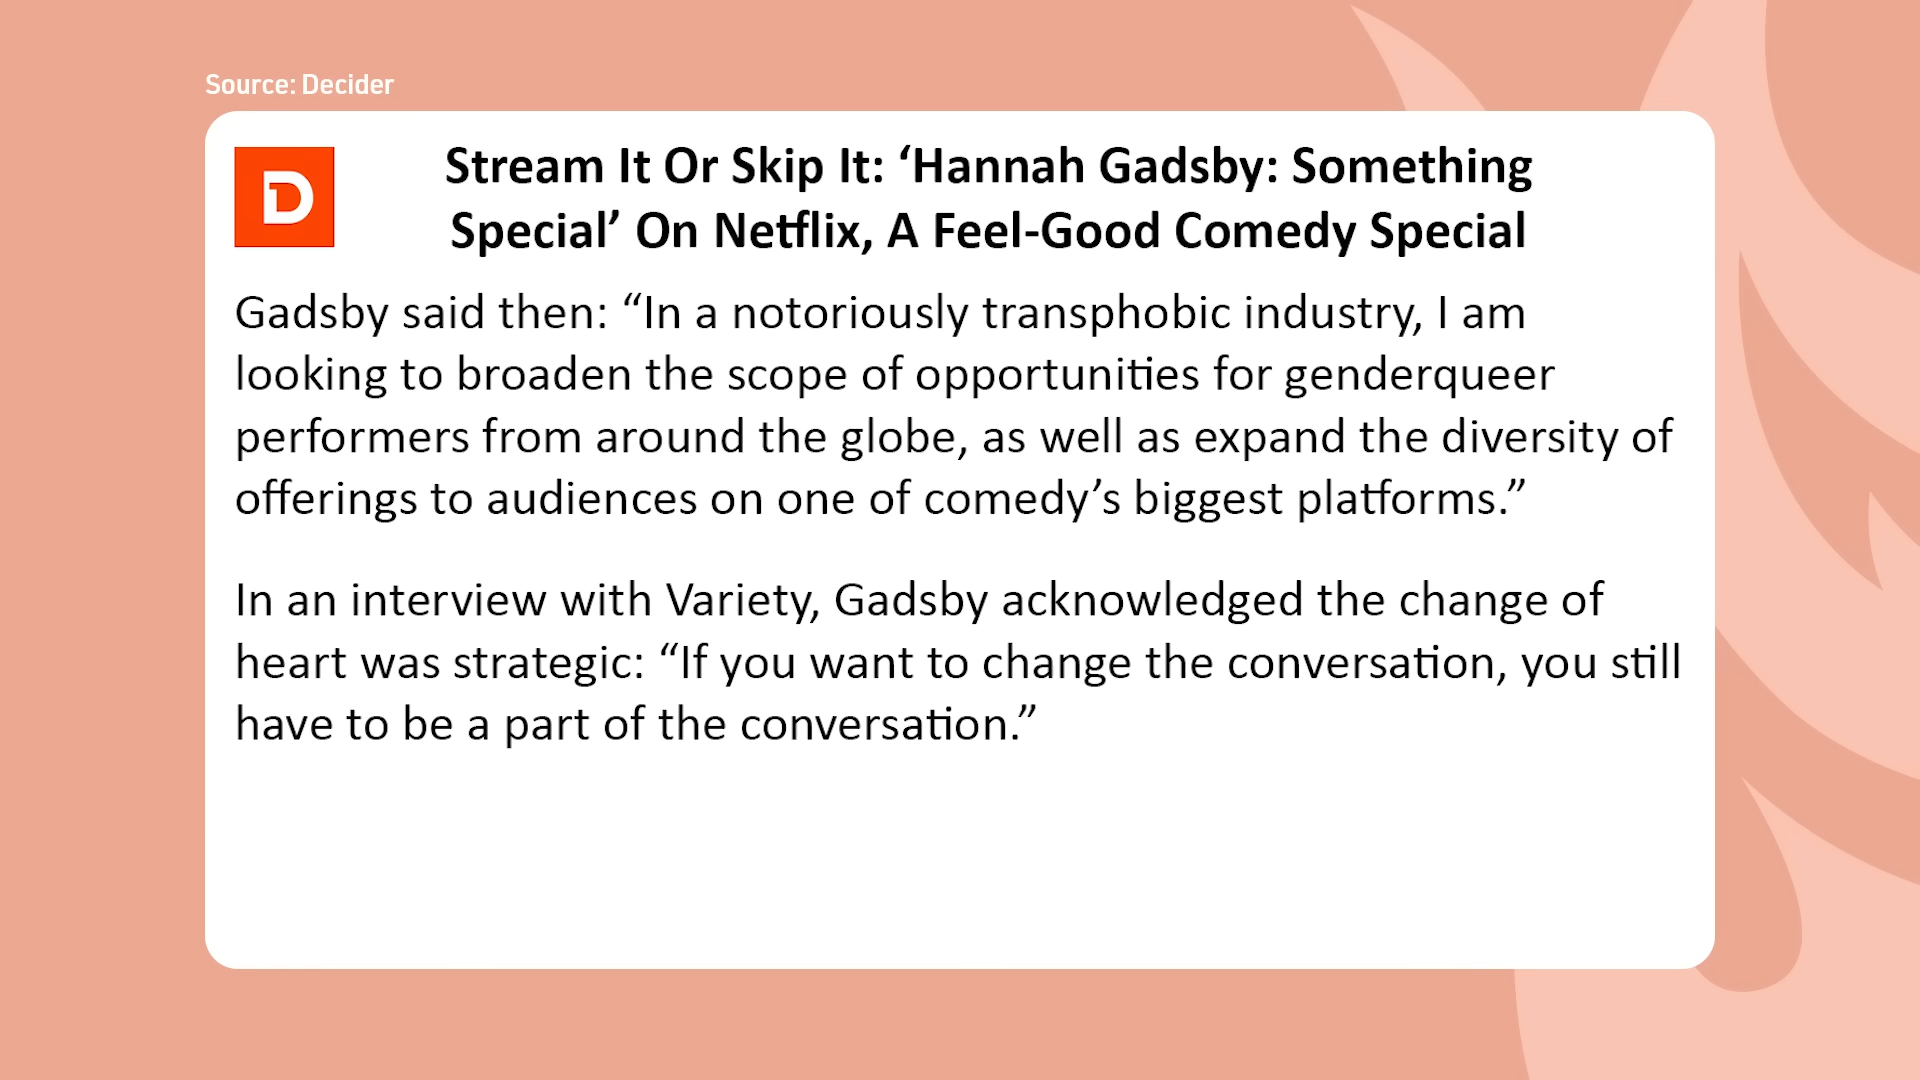 Source: Decider
D
Stream It Or Skip It: ‘Hannah Gadsby: Something
Special’ On Netflix, A Feel-Good Comedy Special
Gadsby said then: “In a notoriously transphobic industry, I am
looking to broaden the scope of opportunities for genderqueer
performers from around the globe, as well as expand the diversity of
offerings to audiences on one of comedy’s biggest platforms.”
In an interview with Variety, Gadsby acknowledged the change of
heart was strategic: “If you want to change the conversation, you still
have to be a part of the conversation.”